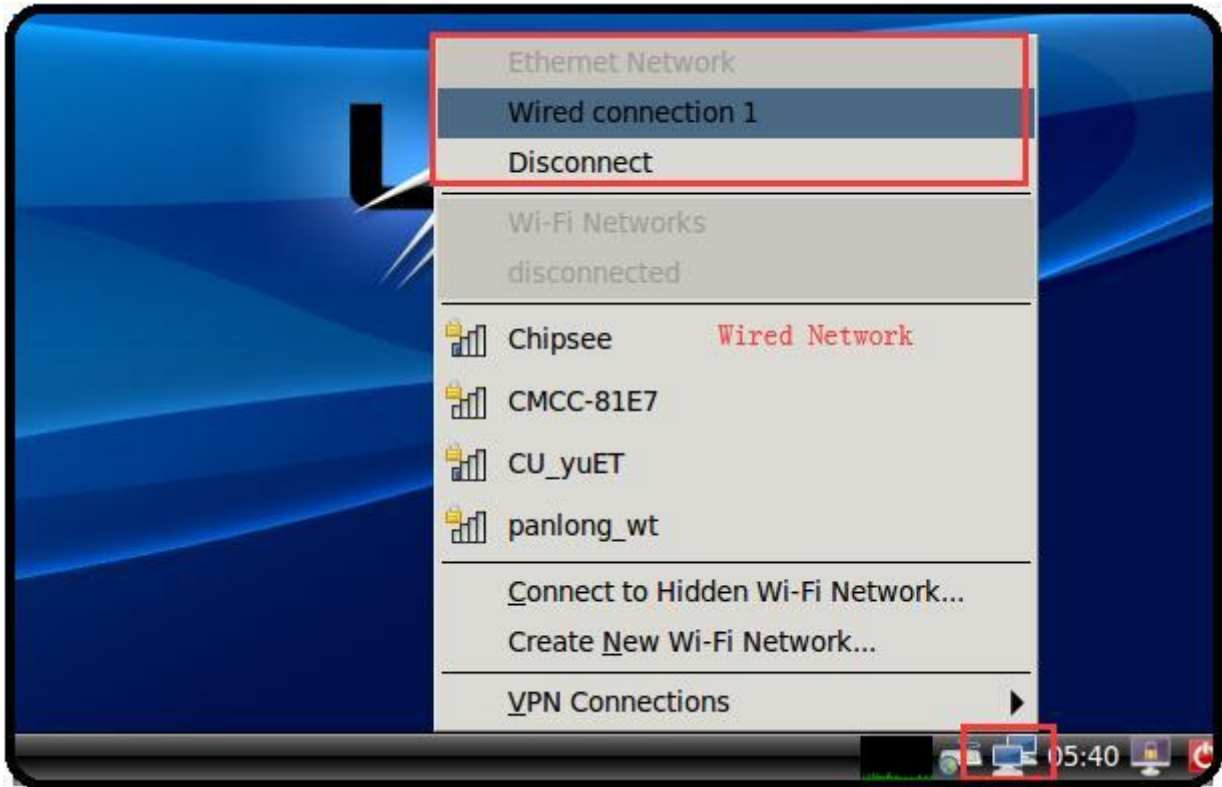 Ethernet Network
Wired connection 1
Disconnect
Wi-Fi Networks
disconnected
Chipsee
Wired Network
CMCC-81E7
CU_yuET
panlong_wt
Connect to Hidden Wi-Fi Network...
Create New Wi-Fi Network...
VPN Connections
05:40